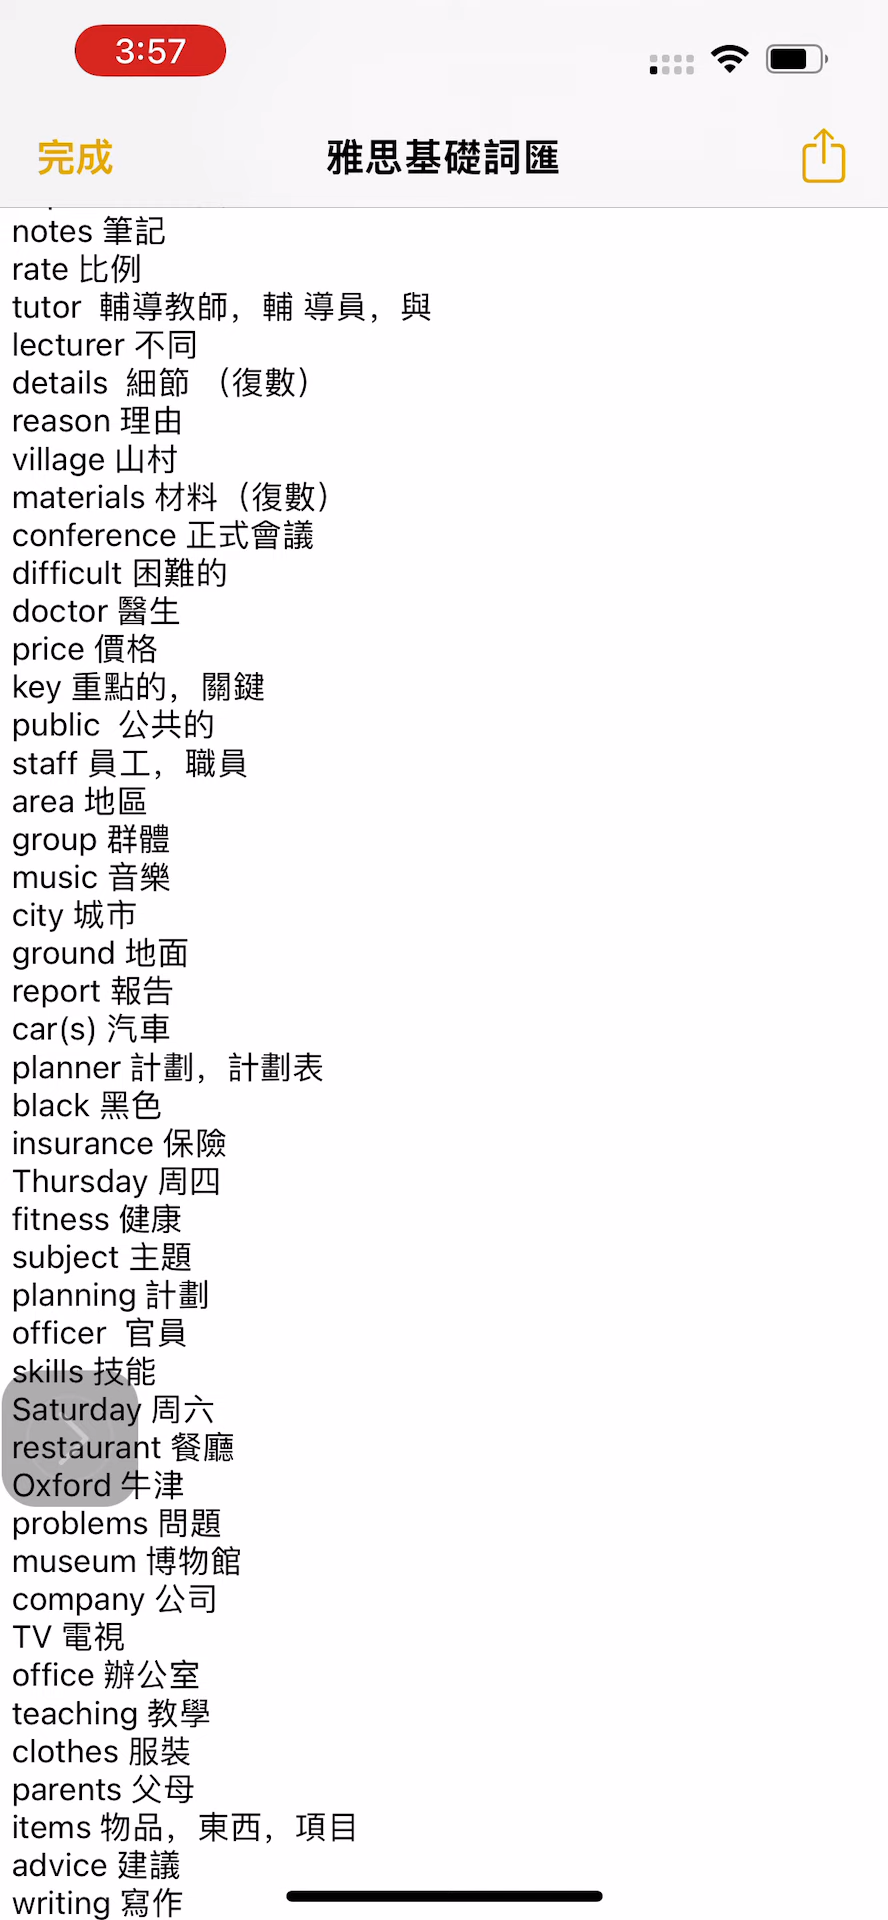 3:57
完成
雅思基礎詞匯
notes 筆記
rate 比例
tutor  輔導教師，輔 導員，與
lecturer 不同
details  細節 （復數）
reason 理由
village 山村
materials 材料（復數）
conference 正式會議
difficult 困難的
doctor 醫生
price 價格
key 重點的，關鍵
public  公共的
staff 員工，職員
area 地區
group 群體
music 音樂
city 城市
ground 地面
report 報告
car(s) 汽車
planner 計劃，計劃表
black 黑色
insurance 保險
Thursday 周四
fitness 健康
subject 主題
planning 計劃
officer  官員
skills 技能
Saturday 周六
restaurant 餐廳
Oxford 牛津
problems 問題
museum 博物館
company 公司
TV 電視
office 辦公室
teaching 教學
clothes 服裝
parents 父母
items 物品，東西，項目
advice 建議
writing 寫作